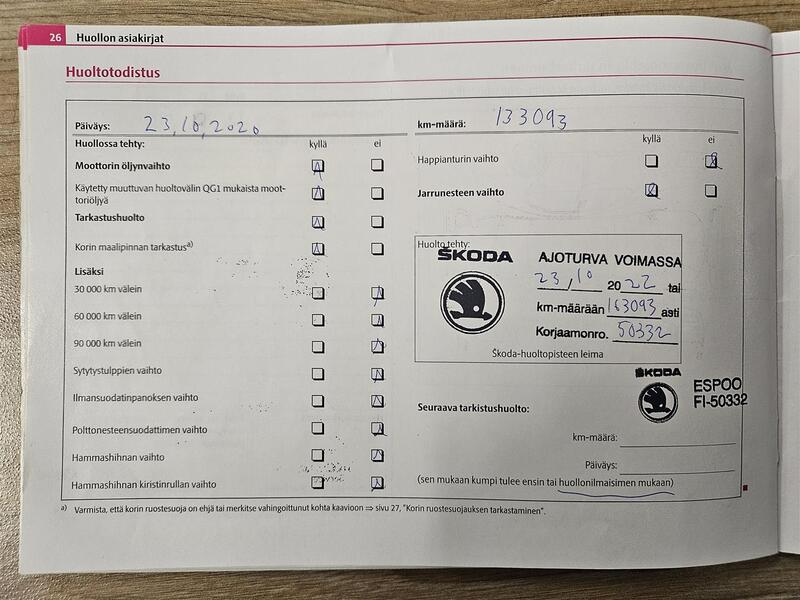 26 Huollon asiakirjat
Huoltotodistus
Päiväys: 23,10,2020
Huollossa tehty: kyllä ei
Moottorin öljynvaihto
Käytetty muuttuvan huoltovälin QG1 mukaista moot-
toriöljyä
Tarkastushuolto
Korin maalipinnan tarkastus a)
Lisäksi
30 000 km välein
60 000 km välein
90 000 km välein
Sytytystulppien vaihto
Ilmansuodatinpanoksen vaihto
Polttonesteensuodattimen vaihto
Hammashihnan vaihto
Hammashihnan kiristinrullan vaihto
km-määrä: 133093
kyllä ei
Happianturin vaihto
Jarrunesteen vaihto
Huolto tehty:
ŠKODA AJOTURVA VOIMASSA
23,10 2022 tai
km-määrään 163093 asti
Korjaamonro. 50332
Škoda-huoltopisteen leima
ŠKODA
ESPOO
FI-50332
Seuraava tarkistushuolto:
km-määrä:
Päiväys:
(sen mukaan kumpi tulee ensin tai huollonilmaisimen mukaan)
a) Varmista, että korin ruostesuoja on ehjä tai merkitse vahingoittunut kohta kaavioon ⇒ sivu 27, "Korin ruostesuojauksen tarkastaminen".